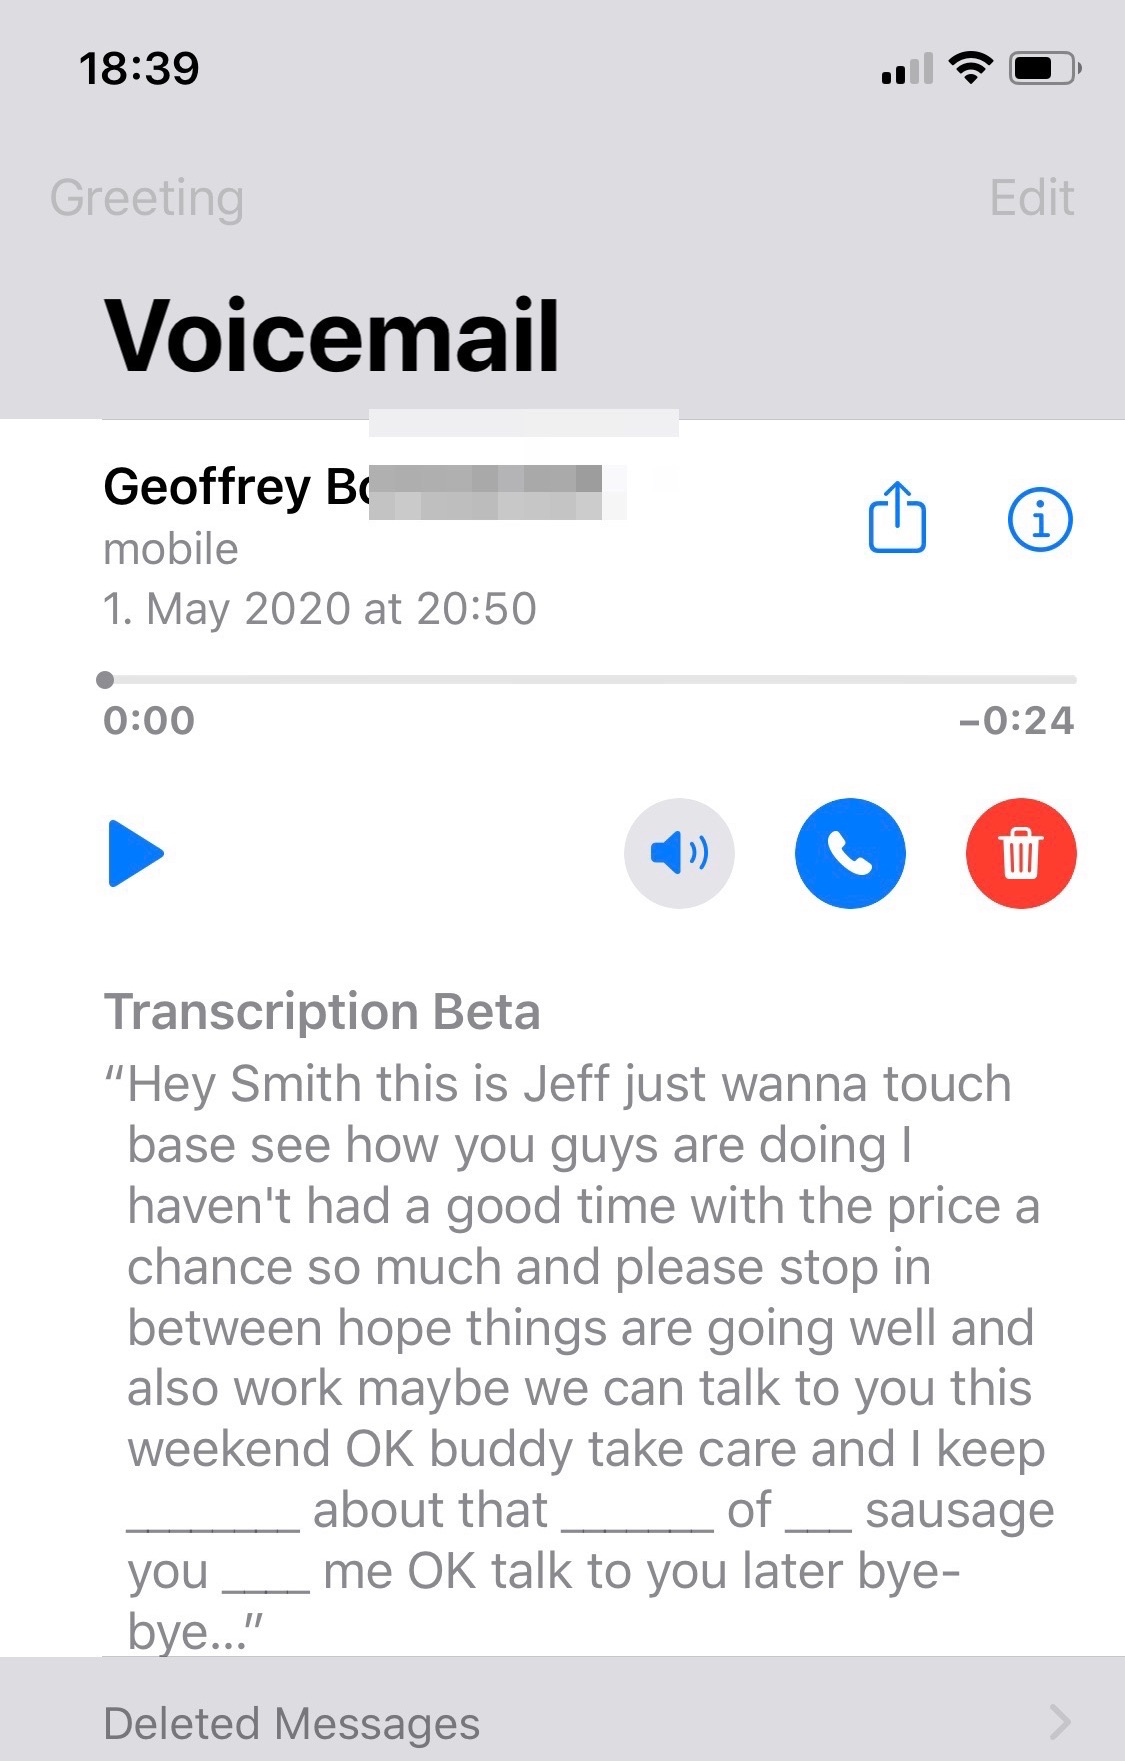 18:39
Greeting Edit
Voicemail
Geoffrey
mobile
1. May 2020 at 20:50
0:00 –0:24
Transcription Beta
“Hey Smith this is Jeff just wanna touch
base see how you guys are doing I
haven't had a good time with the price a
chance so much and please stop in
between hope things are going well and
also work maybe we can talk to you this
weekend OK buddy take care and I keep
________ about that _______ of ___ sausage
you ____ me OK talk to you later bye-
bye...”
Deleted Messages